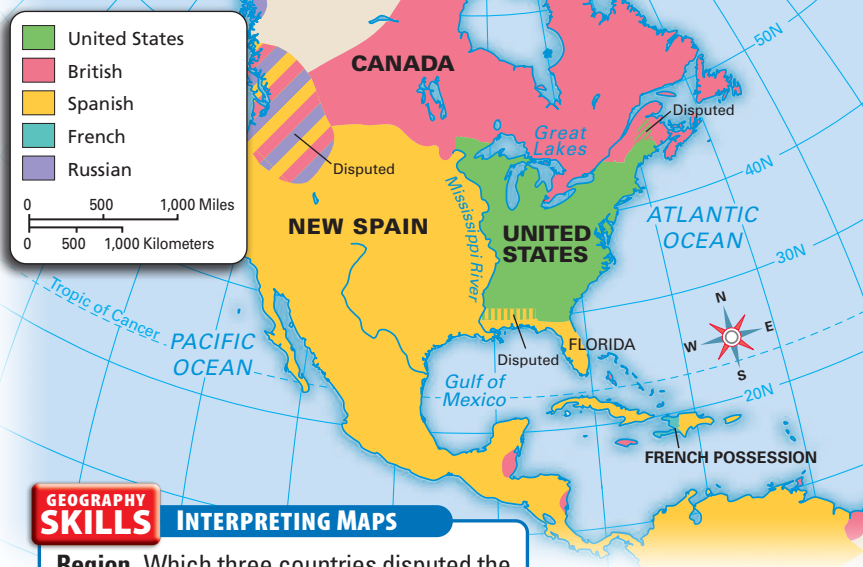 United States
British
Spanish
French
Russian
0 500 1,000 Miles
0 500 1,000 Kilometers
CANADA
Disputed
Great
Lakes
Disputed
50N
40N
30N
20N
NEW SPAIN
Mississippi River
UNITED
STATES
ATLANTIC
OCEAN
N
E
S
W
Tropic of Cancer
PACIFIC
OCEAN
Disputed
FLORIDA
Gulf of
Mexico
FRENCH POSSESSION
GEOGRAPHY
SKILLS
INTERPRETING MAPS
Region Which three countries disputed the